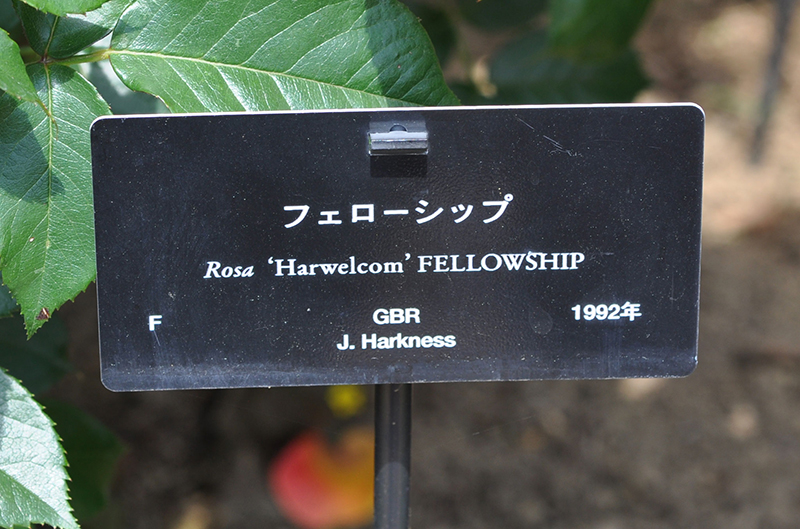 フェローシップ
Rosa 'Harwelcom' FELLOWSHIP
F GBR 1992年
J. Harkness